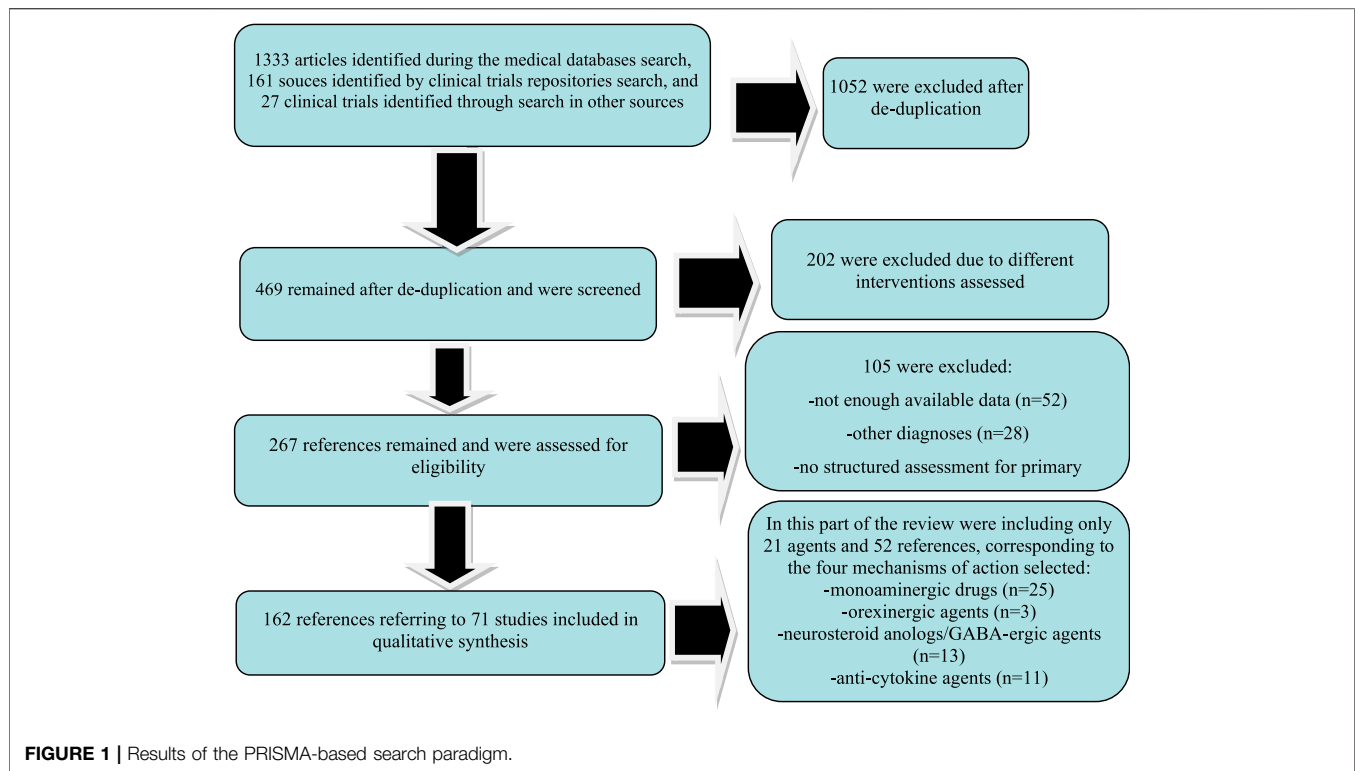 1333 articles identified during the medical databases search,
161 souces identified by clinical trials repositories search, and
27 clinical trials identified through search in other sources
1052 were excluded after
de-duplication
469 remained after de-duplication and were screened
202 were excluded due to different
interventions assessed
267 references remained and were assessed for
eligibility
105 were excluded:
-not enough available data (n=52)
-other diagnoses (n=28)
-no structured assessment for primary
162 references referring to 71 studies included in
qualitative synthesis
In this part of the review were including only
21 agents and 52 references, corresponding to
the four mechanisms of action selected:
-monoaminergic drugs (n=25)
-orexinergic agents (n=3)
-neurosteroid anologs/GABA-ergic agents
(n=13)
-anti-cytokine agents (n=11)
FIGURE 1 | Results of the PRISMA-based search paradigm.